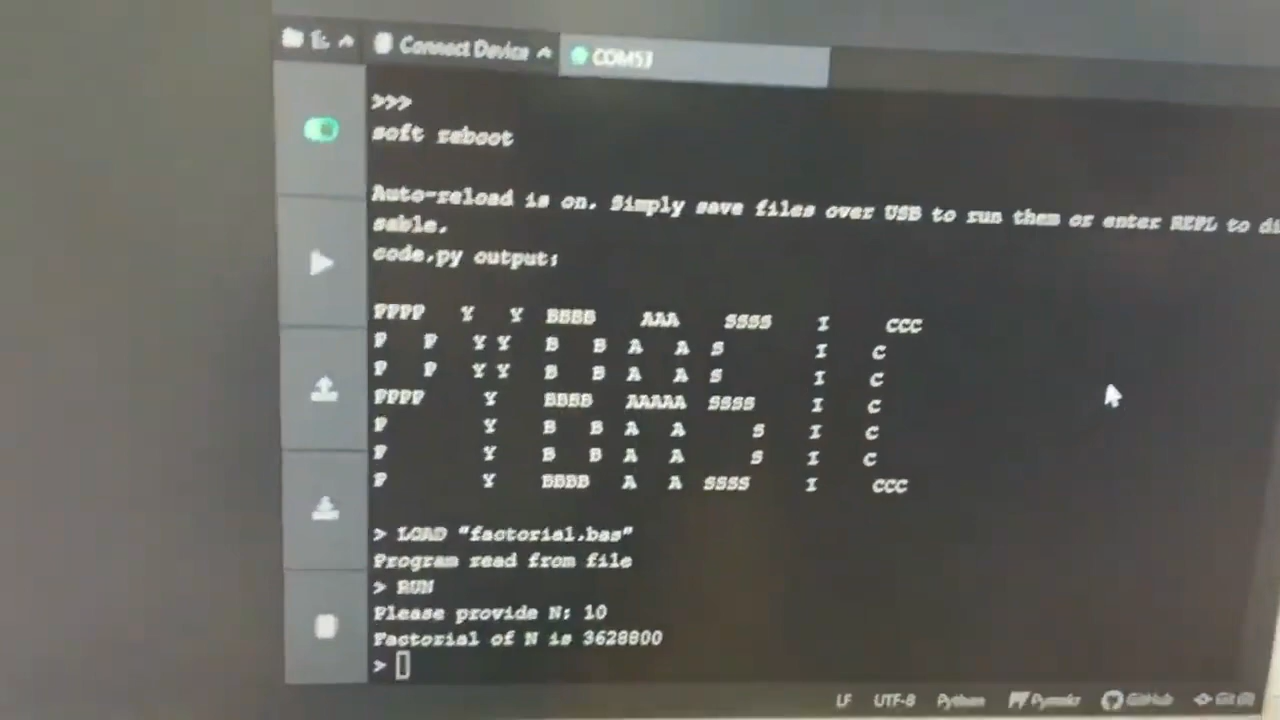 Connect Device COM53
>>>
soft reboot
Auto-reload is on. Simply save files over USB to run them or enter REPL to di
sable.
code.py output:
PPPP   Y   Y  BBBB    AAA    SSSS    I     CCC
P   P   Y Y   B   B  A   A  S        I    C
P   P   Y Y   B   B  A   A  S        I    C
PPPP     Y    BBBB   AAAAA  SSSS     I    C
P        Y    B   B  A   A      S    I    C
P        Y    B   B  A   A      S    I    C
P        Y    BBBB   A   A  SSSS     I     CCC
> LOAD "factorial.bas"
Program read from file
> RUN
Please provide N: 10
Factorial of N is 3628800
>
LF UTF-8 Python Pymakr GitHub